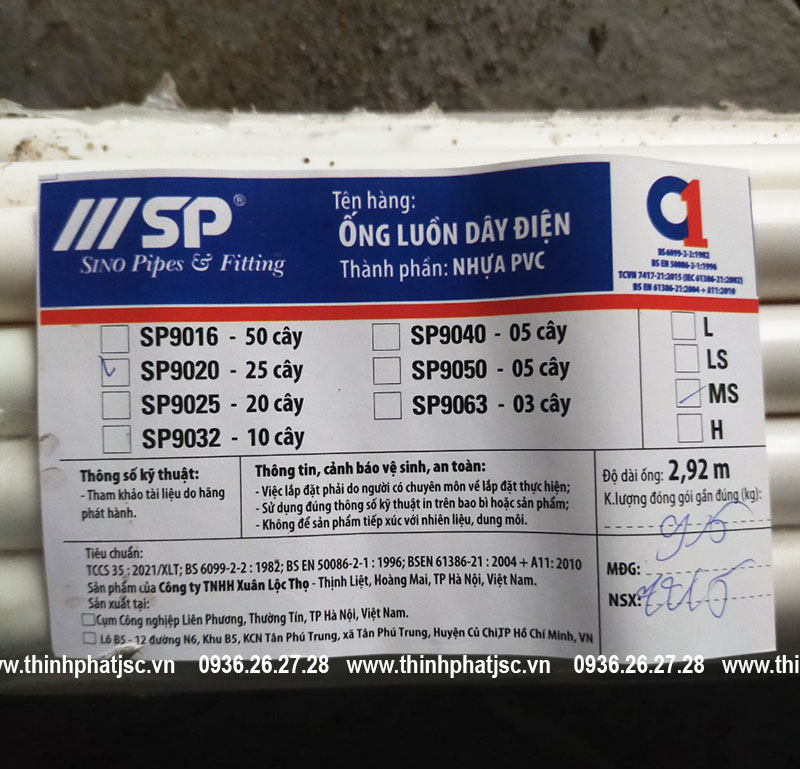 SP®
SINO Pipes & Fitting
Tên hàng:
ỐNG LUỒN DÂY ĐIỆN
Thành phần: NHỰA PVC
a1
BS 6099-2-2:1982
BS EN 50086-2-1:1996
TCVN 7417-21:2015 (IEC 61386-21:2002)
BS EN 61386-21:2004 + A11:2010
SP9016 - 50 cây
SP9020 - 25 cây
SP9025 - 20 cây
SP9032 - 10 cây
SP9040 - 05 cây
SP9050 - 05 cây
SP9063 - 03 cây
L
LS
MS
H
Thông số kỹ thuật:
- Tham khảo tài liệu do hãng
phát hành.
Thông tin, cảnh báo vệ sinh, an toàn:
- Việc lắp đặt phải do người có chuyên môn về lắp đặt thực hiện;
- Sử dụng đúng thông số kỹ thuật in trên bao bì hoặc sản phẩm;
- Không để sản phẩm tiếp xúc với nhiên liệu, dung môi.
Độ dài ống: 2,92 m
K.lượng đóng gói gần đúng (kg):
MĐG:
NSX:
Tiêu chuẩn:
TCCS 35 : 2021/XLT; BS 6099-2-2 : 1982; BS EN 50086-2-1 : 1996; BSEN 61386-21 : 2004 + A11: 2010
Sản phẩm của Công ty TNHH Xuân Lộc Thọ - Thịnh Liệt, Hoàng Mai, TP Hà Nội, Việt Nam.
Sản xuất tại:
Cụm Công nghiệp Liên Phương, Thường Tín, TP Hà Nội, Việt Nam.
Lô B5 - 12 đường N6, Khu B5, KCN Tân Phú Trung, xã Tân Phú Trung, Huyện Củ Chi,TP Hồ Chí Minh, VN
ww.thinhphatjsc.vn 0936.26.27.28 www.thinhphatjsc.vn 0936.26.27.28 w